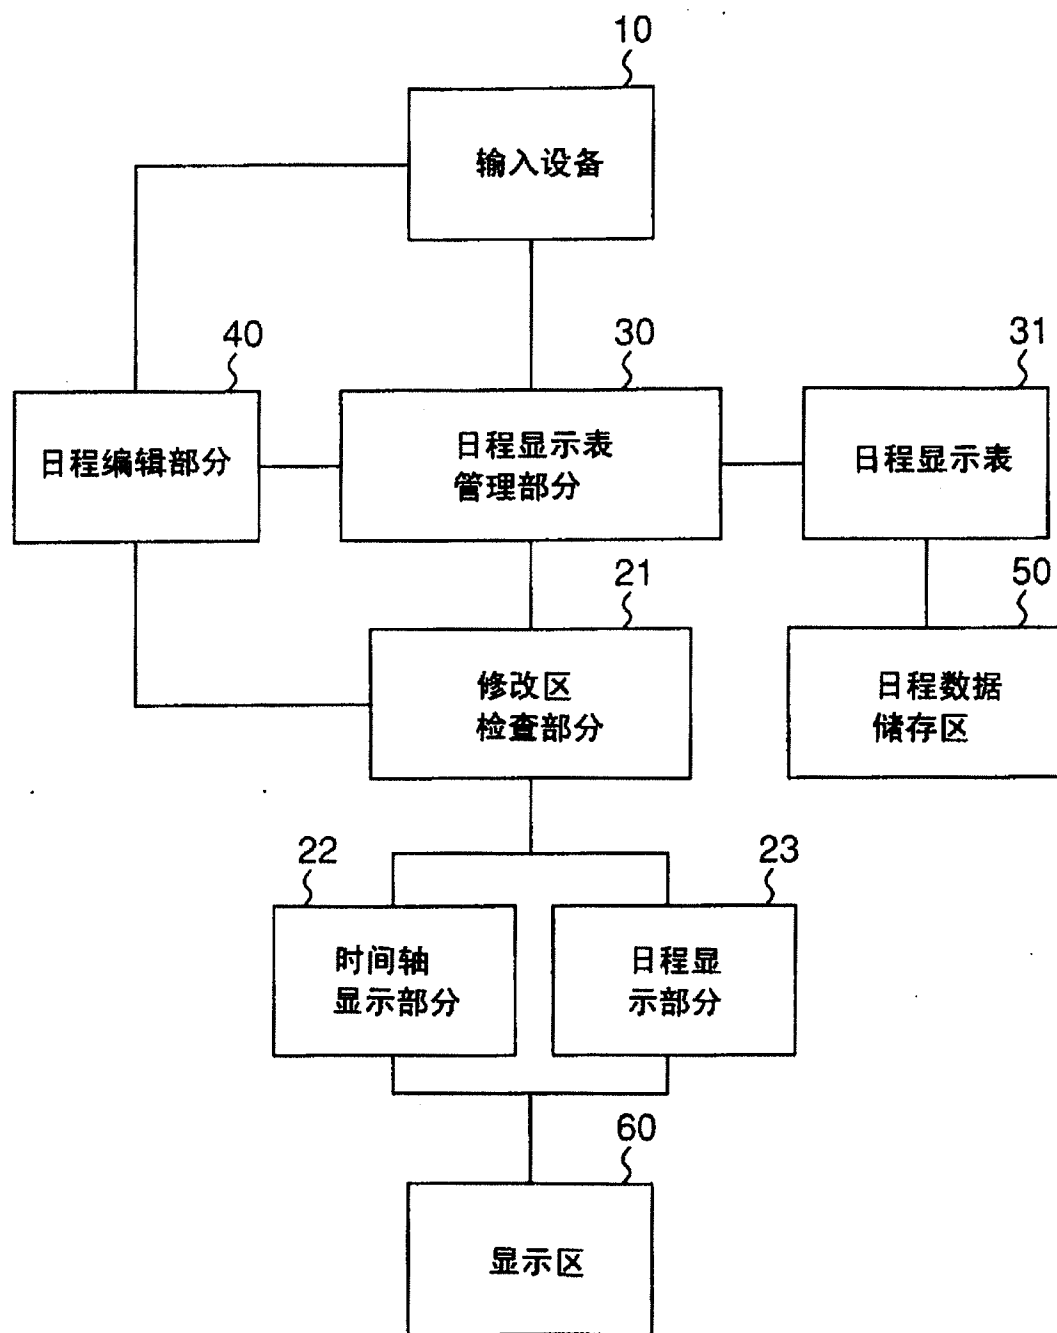 10
输入设备
40
30
31
日程编辑部分
日程显示表
管理部分
日程显示表
21
50
修改区
检查部分
日程数据
储存区
22
23
时间轴
显示部分
日程显
示部分
60
显示区